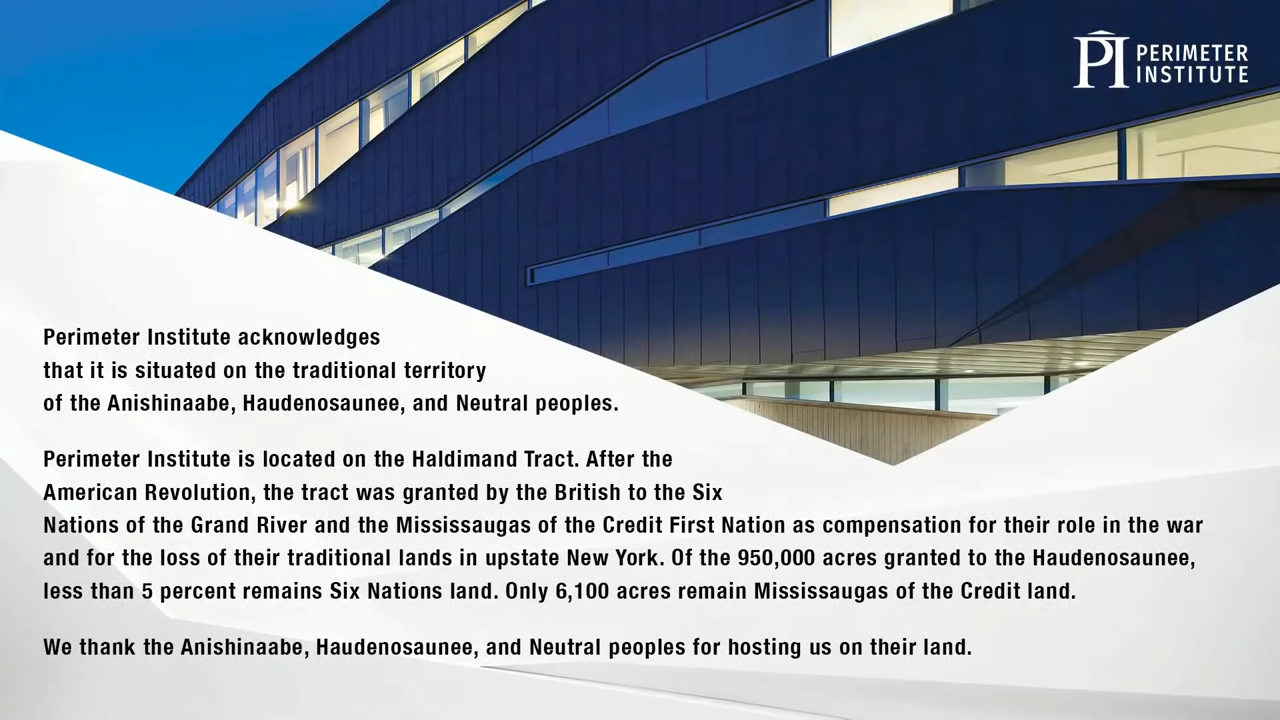 PI PERIMETER
INSTITUTE
Perimeter Institute acknowledges
that it is situated on the traditional territory
of the Anishinaabe, Haudenosaunee, and Neutral peoples.
Perimeter Institute is located on the Haldimand Tract. After the
American Revolution, the tract was granted by the British to the Six
Nations of the Grand River and the Mississaugas of the Credit First Nation as compensation for their role in the war
and for the loss of their traditional lands in upstate New York. Of the 950,000 acres granted to the Haudenosaunee,
less than 5 percent remains Six Nations land. Only 6,100 acres remain Mississaugas of the Credit land.
We thank the Anishinaabe, Haudenosaunee, and Neutral peoples for hosting us on their land.